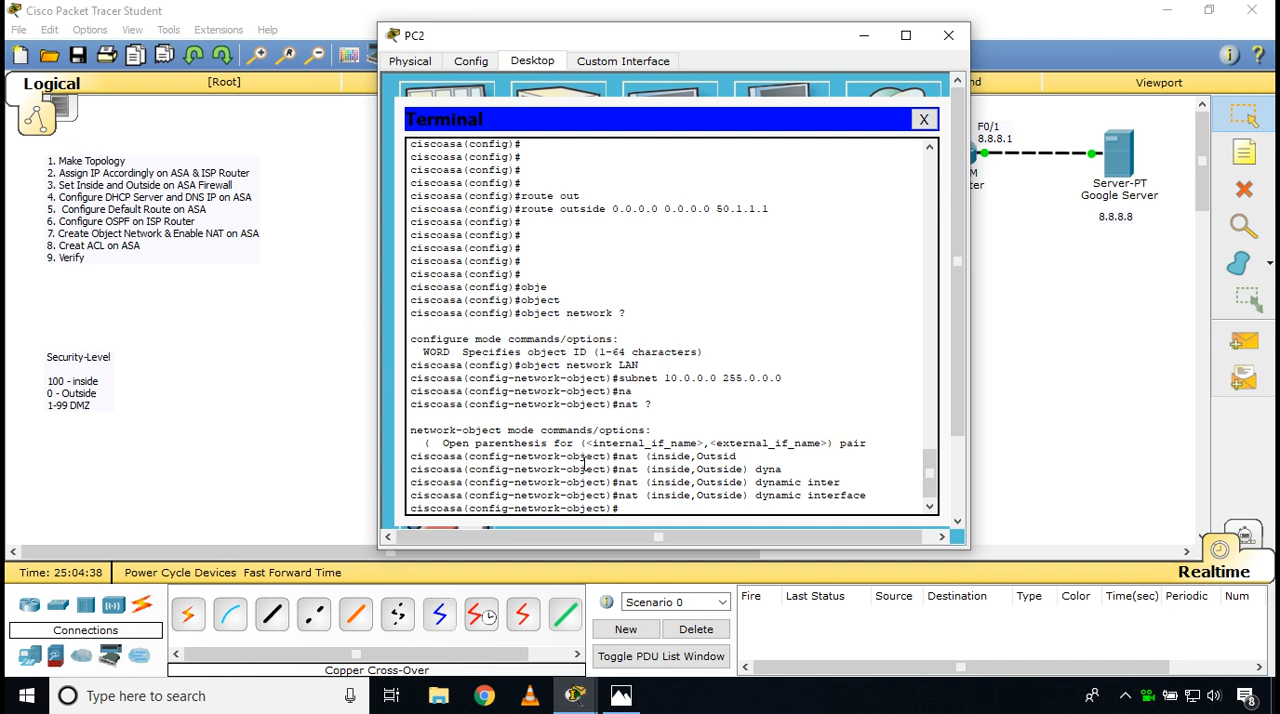 Cisco Packet Tracer Student
File Edit Options View Tools Extensions Help
Logical
[Root]
nd
Viewport
1. Make Topology
2. Assign IP Accordingly on ASA & ISP Router
3. Set Inside and Outside on ASA Firewall
4. Configure DHCP Server and DNS IP on ASA
5. Configure Default Route on ASA
6. Configure OSPF on ISP Router
7. Create Object Network & Enable NAT on ASA
8. Creat ACL on ASA
9. Verify
Security-Level
100 - inside
0 - Outside
1-99 DMZ
PC2
Physical Config Desktop Custom Interface
Terminal
X
ciscoasa(config)#
ciscoasa(config)#
ciscoasa(config)#
ciscoasa(config)#
ciscoasa(config)#route out
ciscoasa(config)#route outside 0.0.0.0 0.0.0.0 50.1.1.1
ciscoasa(config)#
ciscoasa(config)#
ciscoasa(config)#
ciscoasa(config)#
ciscoasa(config)#
ciscoasa(config)#obje
ciscoasa(config)#object
ciscoasa(config)#object network ?
configure mode commands/options:
WORD Specifies object ID (1-64 characters)
ciscoasa(config)#object network LAN
ciscoasa(config-network-object)#subnet 10.0.0.0 255.0.0.0
ciscoasa(config-network-object)#na
ciscoasa(config-network-object)#nat ?
network-object mode commands/options:
( Open parenthesis for (<internal_if_name>,<external_if_name>) pair
ciscoasa(config-network-object)#nat (inside,Outsid
ciscoasa(config-network-object)#nat (inside,Outside) dyna
ciscoasa(config-network-object)#nat (inside,Outside) dynamic inter
ciscoasa(config-network-object)#nat (inside,Outside) dynamic interface
ciscoasa(config-network-object)#
F0/1
8.8.8.1
M
ter
Server-PT
Google Server
8.8.8.8
Time: 25:04:38 Power Cycle Devices Fast Forward Time
Realtime
Connections
Copper Cross-Over
Scenario 0
New Delete
Toggle PDU List Window
Fire Last Status Source Destination Type Color Time(sec) Periodic Num
Type here to search
8